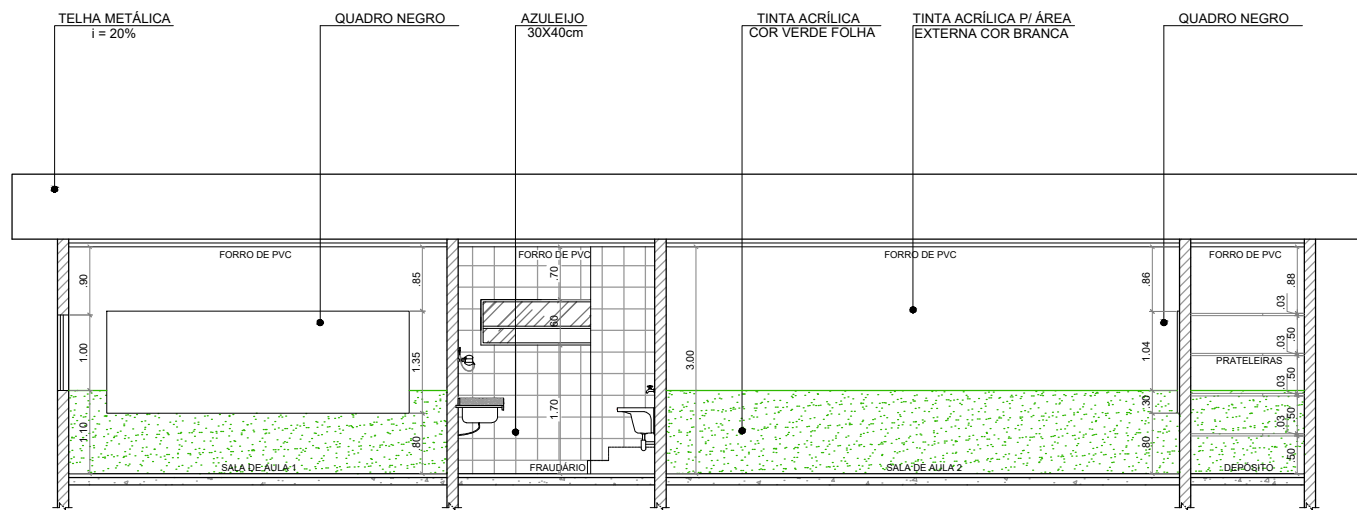 TELHA METÁLICA
i = 20%
QUADRO NEGRO
AZULEIJO
30X40cm
TINTA ACRÍLICA
COR VERDE FOLHA
TINTA ACRÍLICA P/ ÁREA
EXTERNA COR BRANCA
QUADRO NEGRO
FORRO DE PVC
FORRO DE PVC
FORRO DE PVC
FORRO DE PVC
.90
1.00
1.10
.85
1.35
.80
.70
.60
1.70
3.00
.86
1.04
.30
.80
.88
.03
.50
.03
PRATELEIRAS
.50
.03
.50
.03
.50
SALA DE AULA 1
FRAUDÁRIO
SALA DE AULA 2
DEPÓSITO